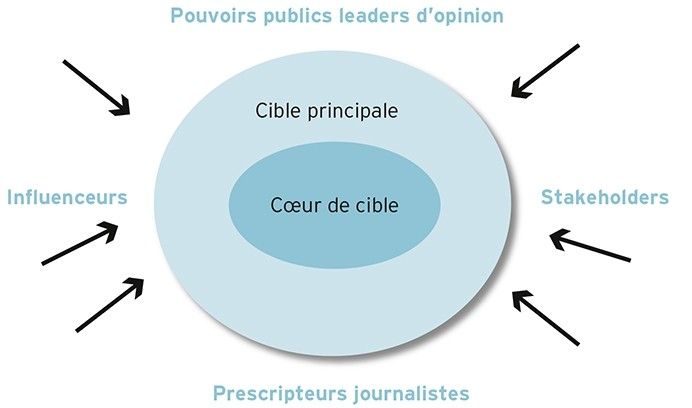 Pouvoirs publics leaders d'opinion
Cible principale
Influenceurs
Cœur de cible
Stakeholders
Prescripteurs journalistes